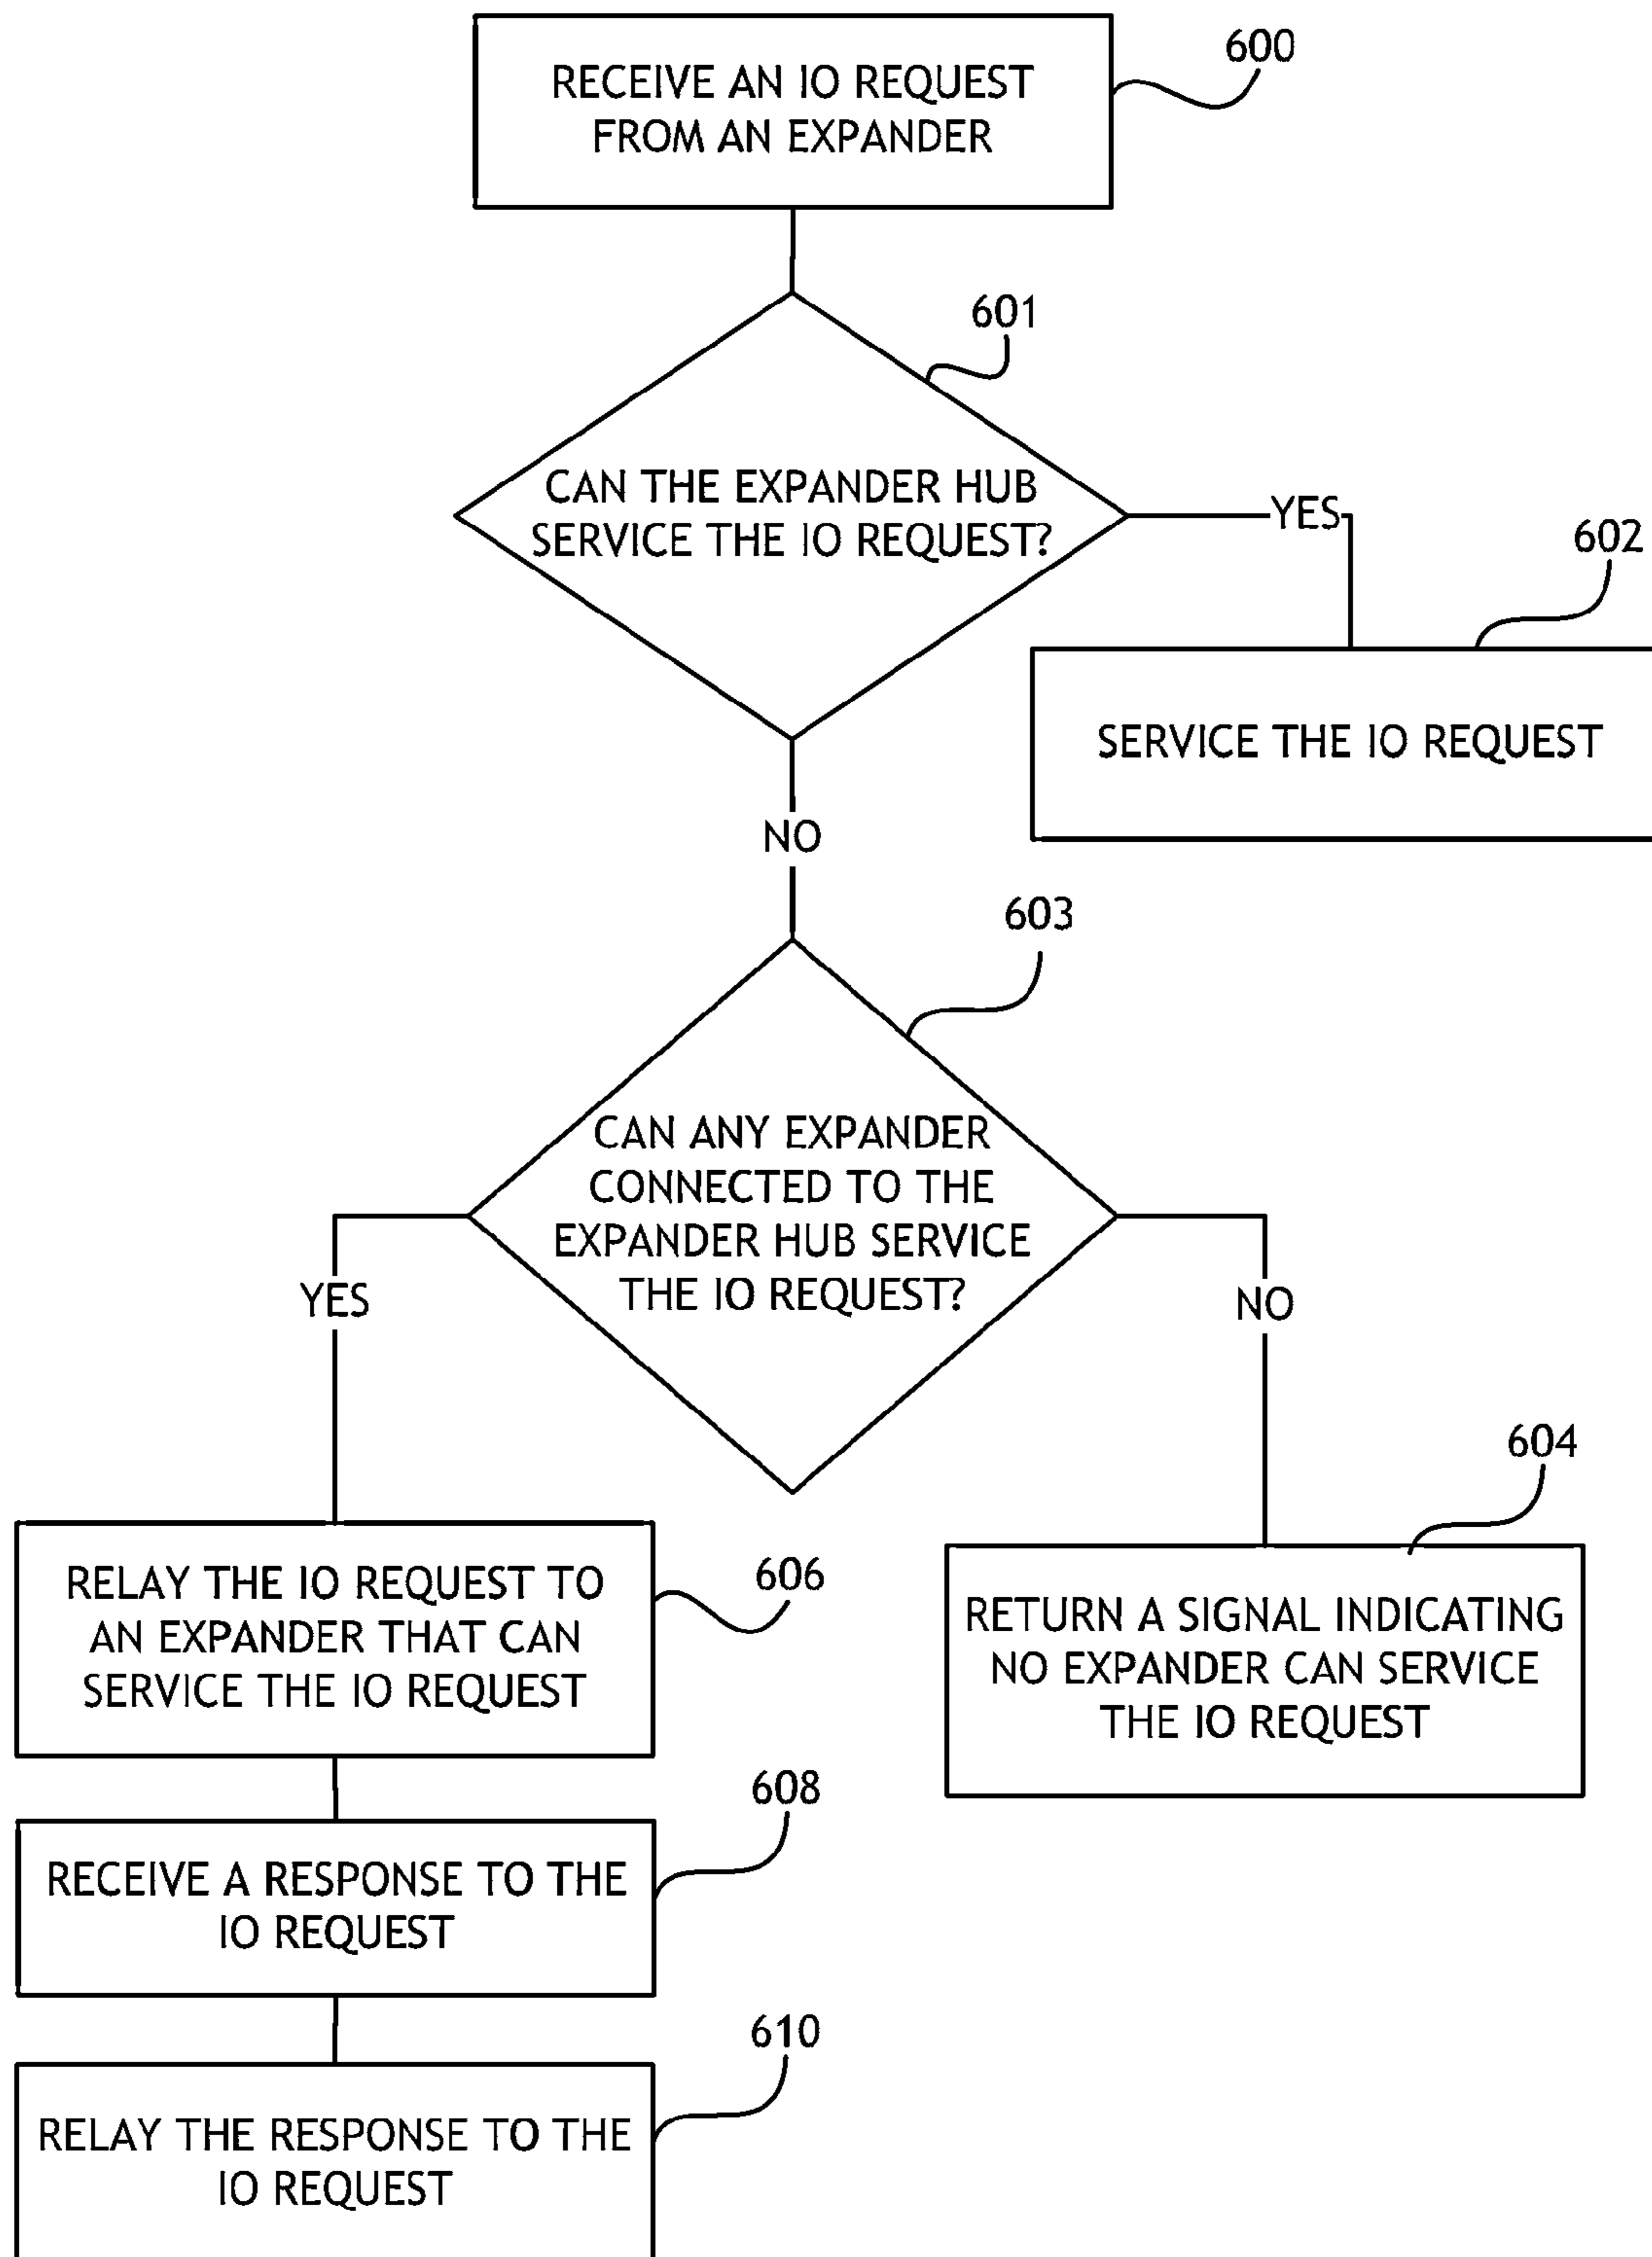 600
RECEIVE AN IO REQUEST
FROM AN EXPANDER
601
CAN THE EXPANDER HUB
SERVICE THE IO REQUEST?
YES
602
SERVICE THE IO REQUEST
NO
603
CAN ANY EXPANDER
CONNECTED TO THE
EXPANDER HUB SERVICE
THE IO REQUEST?
YES
NO
604
RETURN A SIGNAL INDICATING
NO EXPANDER CAN SERVICE
THE IO REQUEST
606
RELAY THE IO REQUEST TO
AN EXPANDER THAT CAN
SERVICE THE IO REQUEST
608
RECEIVE A RESPONSE TO THE
IO REQUEST
610
RELAY THE RESPONSE TO THE
IO REQUEST